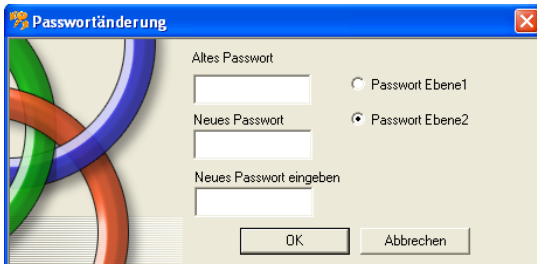 Passwortänderung
Altes Passwort
Passwort Ebene1
Neues Passwort
Passwort Ebene2
Neues Passwort eingeben
OK
Abbrechen